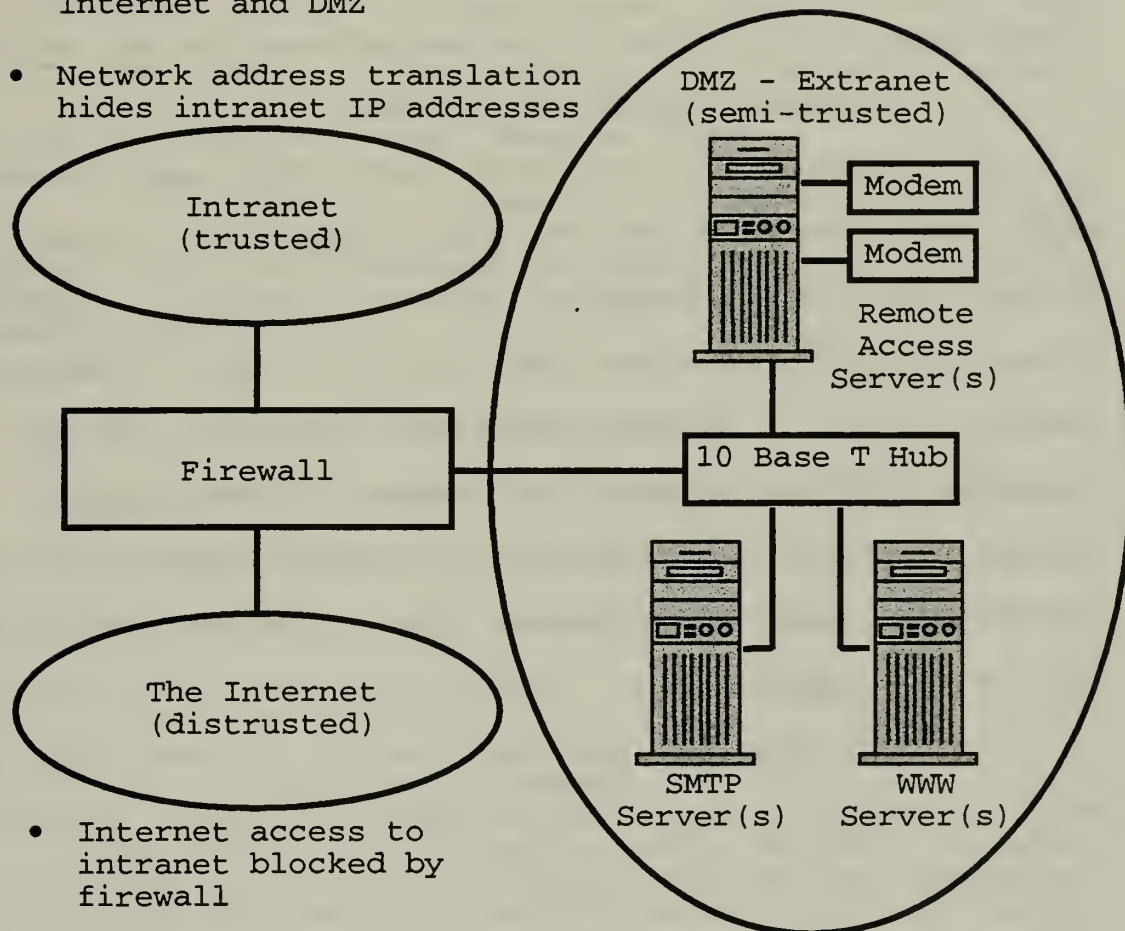 Internet and DMZ
• Network address translation
hides intranet IP addresses
DMZ - Extranet
(semi-trusted)
Intranet
(trusted)
Modem
Modem
Remote
Access
Server(s)
Firewall
10 Base T Hub
The Internet
(distrusted)
SMTP
Server(s)
WWW
Server(s)
• Internet access to
intranet blocked by
firewall